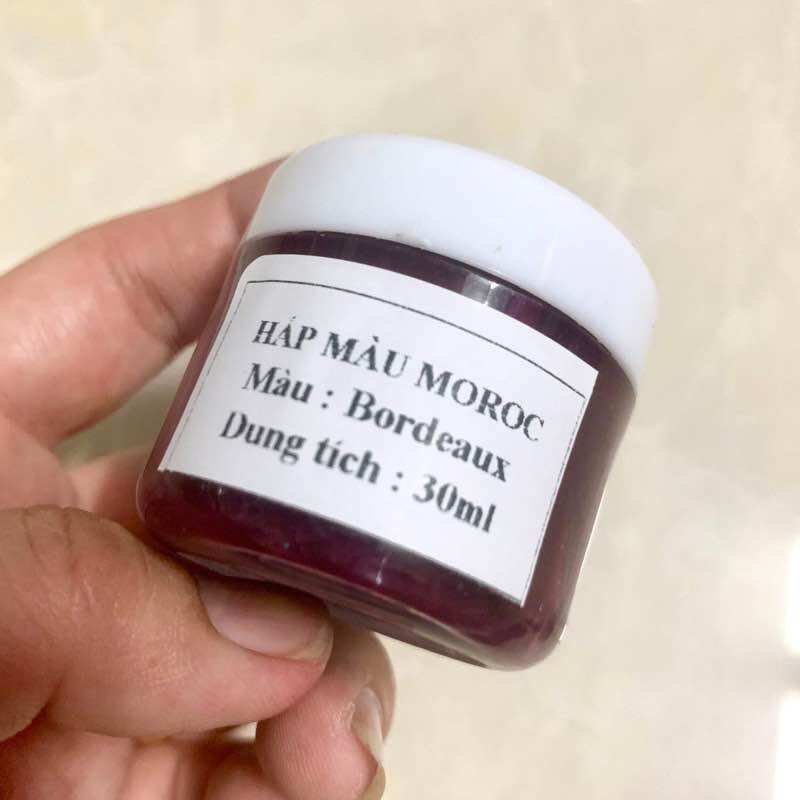 HẤP MÀU MOROC
Màu : Bordeaux
Dung tích : 30ml